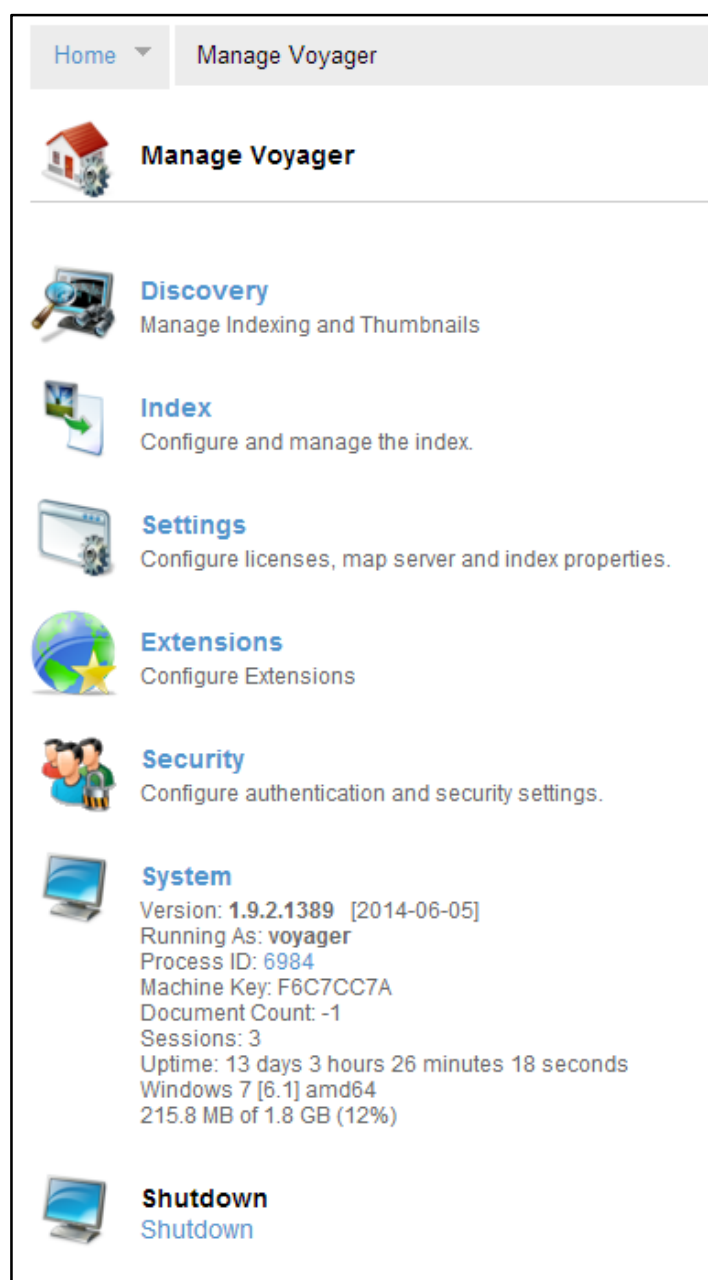 Home Manage Voyager
Manage Voyager
Discovery
Manage Indexing and Thumbnails
Index
Configure and manage the index.
Settings
Configure licenses, map server and index properties.
Extensions
Configure Extensions
Security
Configure authentication and security settings.
System
Version: 1.9.2.1389 [2014-06-05]
Running As: voyager
Process ID: 6984
Machine Key: F6C7CC7A
Document Count: -1
Sessions: 3
Uptime: 13 days 3 hours 26 minutes 18 seconds
Windows 7 [6.1] amd64
215.8 MB of 1.8 GB (12%)
Shutdown
Shutdown